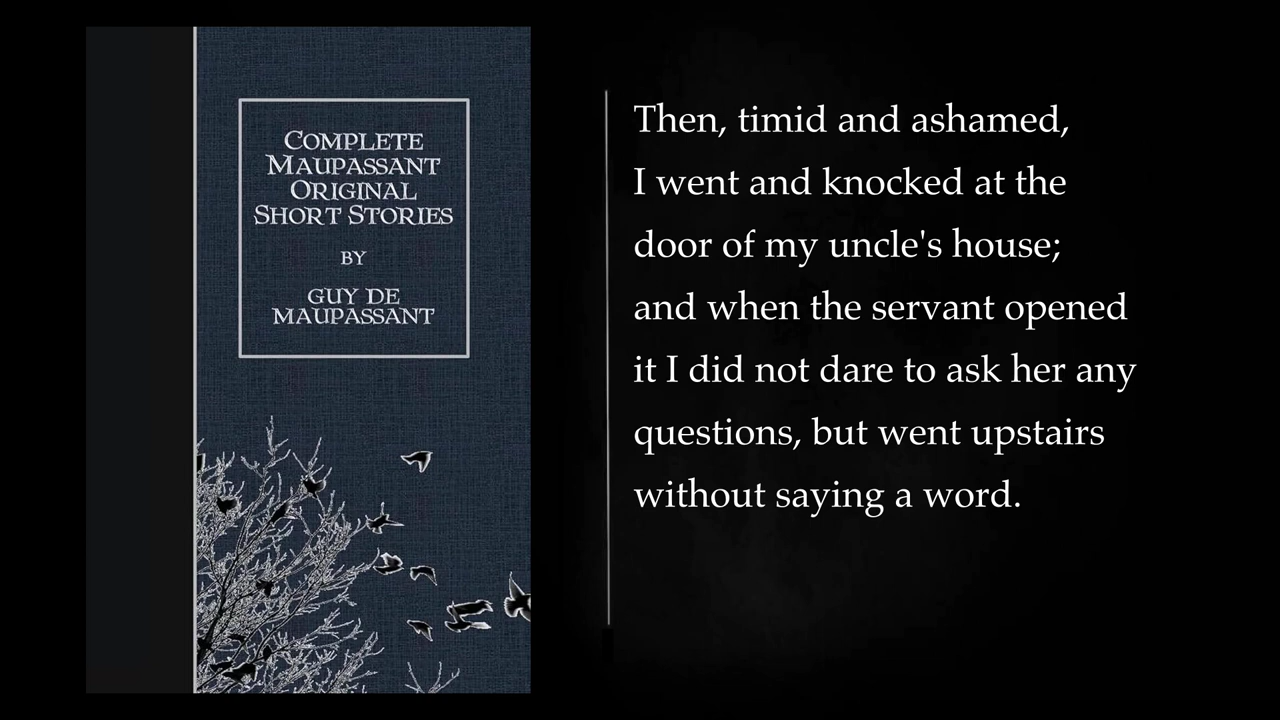 COMPLETE
MAUPASSANT
ORIGINAL
SHORT STORIES
BY
GUY DE
MAUPASSANT
Then, timid and ashamed,
I went and knocked at the
door of my uncle's house;
and when the servant opened
it I did not dare to ask her any
questions, but went upstairs
without saying a word.